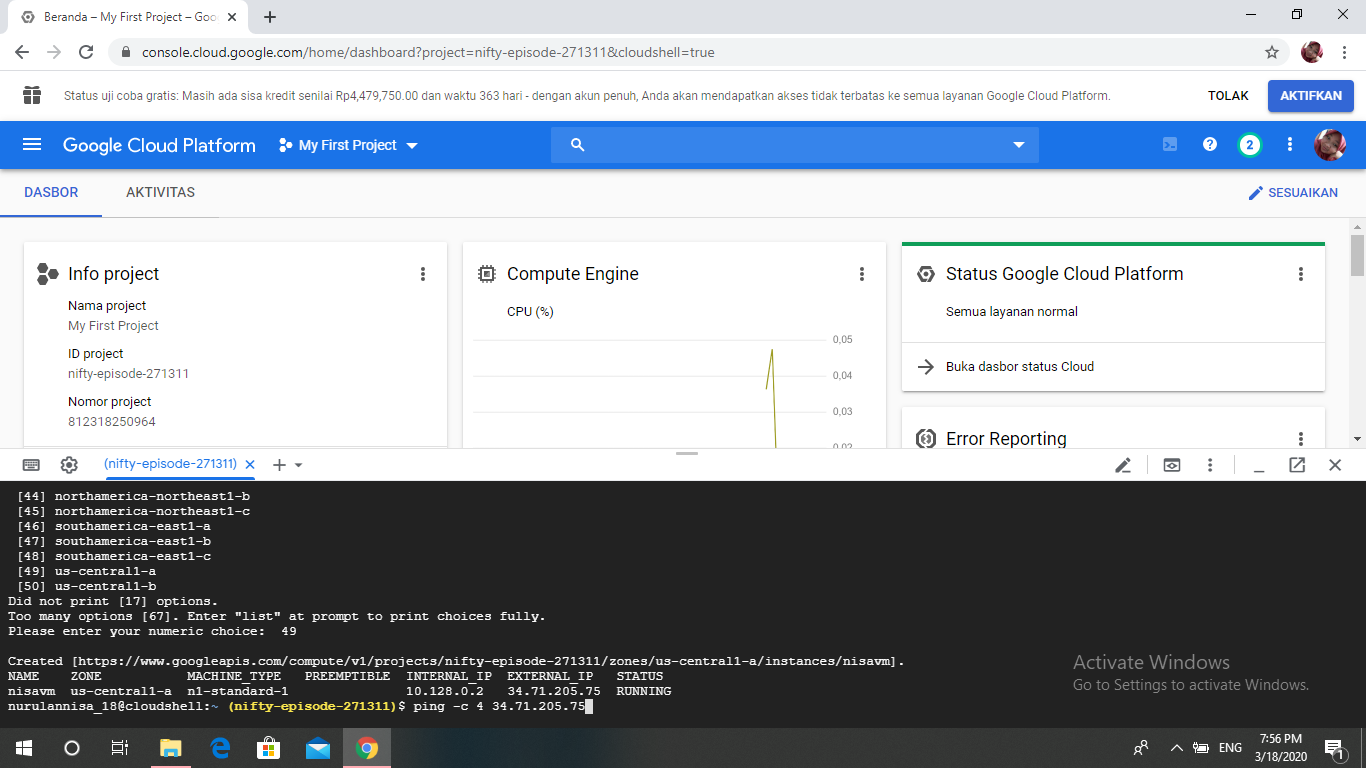 Beranda – My First Project – Goo
console.cloud.google.com/home/dashboard?project=nifty-episode-271311&cloudshell=true
Status uji coba gratis: Masih ada sisa kredit senilai Rp4,479,750.00 dan waktu 363 hari - dengan akun penuh, Anda akan mendapatkan akses tidak terbatas ke semua layanan Google Cloud Platform.
TOLAK
AKTIFKAN
Google Cloud Platform
My First Project
2
DASBOR
AKTIVITAS
SESUAIKAN
Info project
Nama project
My First Project
ID project
nifty-episode-271311
Nomor project
812318250964
Compute Engine
CPU (%)
0,05
0,04
0,03
0,02
Status Google Cloud Platform
Semua layanan normal
Buka dasbor status Cloud
Error Reporting
(nifty-episode-271311)
[44] northamerica-northeast1-b
[45] northamerica-northeast1-c
[46] southamerica-east1-a
[47] southamerica-east1-b
[48] southamerica-east1-c
[49] us-central1-a
[50] us-central1-b
Did not print [17] options.
Too many options [67]. Enter "list" at prompt to print choices fully.
Please enter your numeric choice:  49
Created [https://www.googleapis.com/compute/v1/projects/nifty-episode-271311/zones/us-central1-a/instances/nisavm].
NAME ZONE MACHINE_TYPE PREEMPTIBLE INTERNAL_IP EXTERNAL_IP STATUS
nisavm us-central1-a n1-standard-1 10.128.0.2 34.71.205.75 RUNNING
nurulannisa_18@cloudshell:~ (nifty-episode-271311)$ ping -c 4 34.71.205.75
Activate Windows
Go to Settings to activate Windows.
ENG
7:56 PM
3/18/2020
1